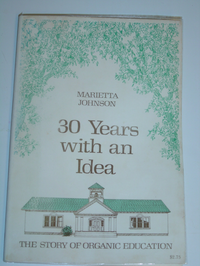 MARIETTA
JOHNSON
30 Years
with an
Idea
THE STORY OF ORGANIC EDUCATION